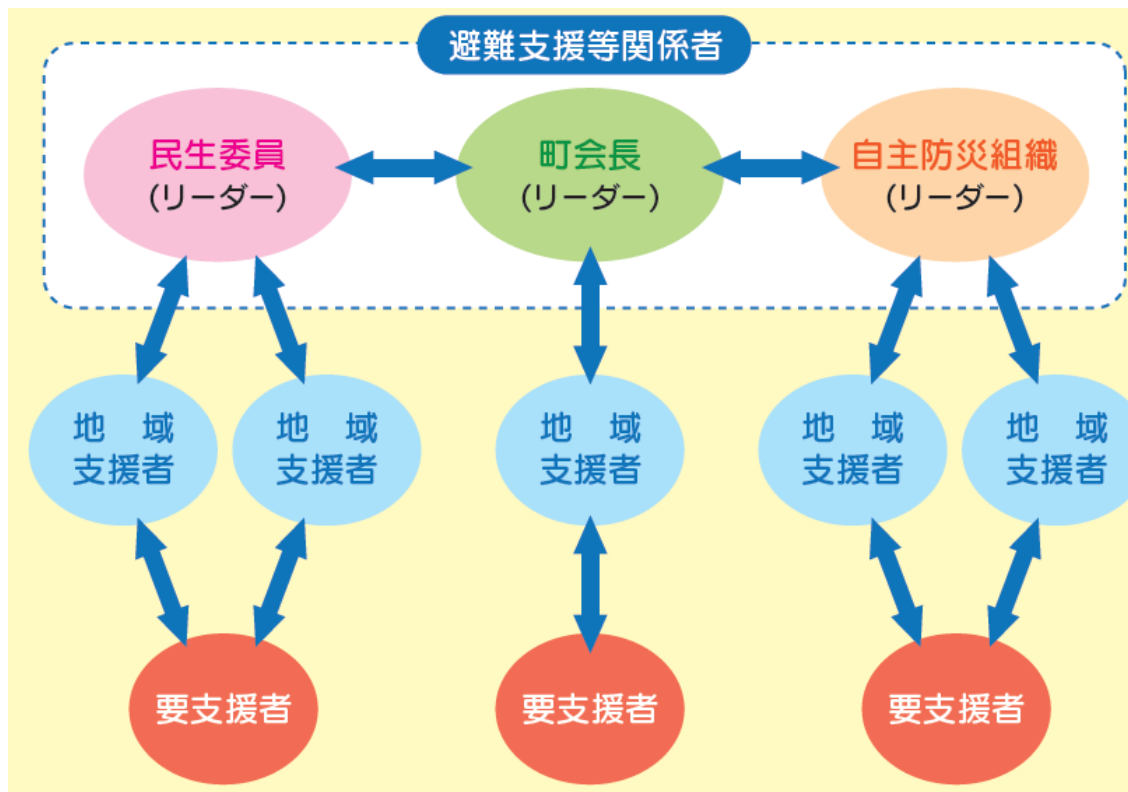 避難支援等関係者
民生委員
(リーダー)
町会長
(リーダー)
自主防災組織
(リーダー)
地　域
支援者
地　域
支援者
地　域
支援者
地　域
支援者
地　域
支援者
要支援者
要支援者
要支援者